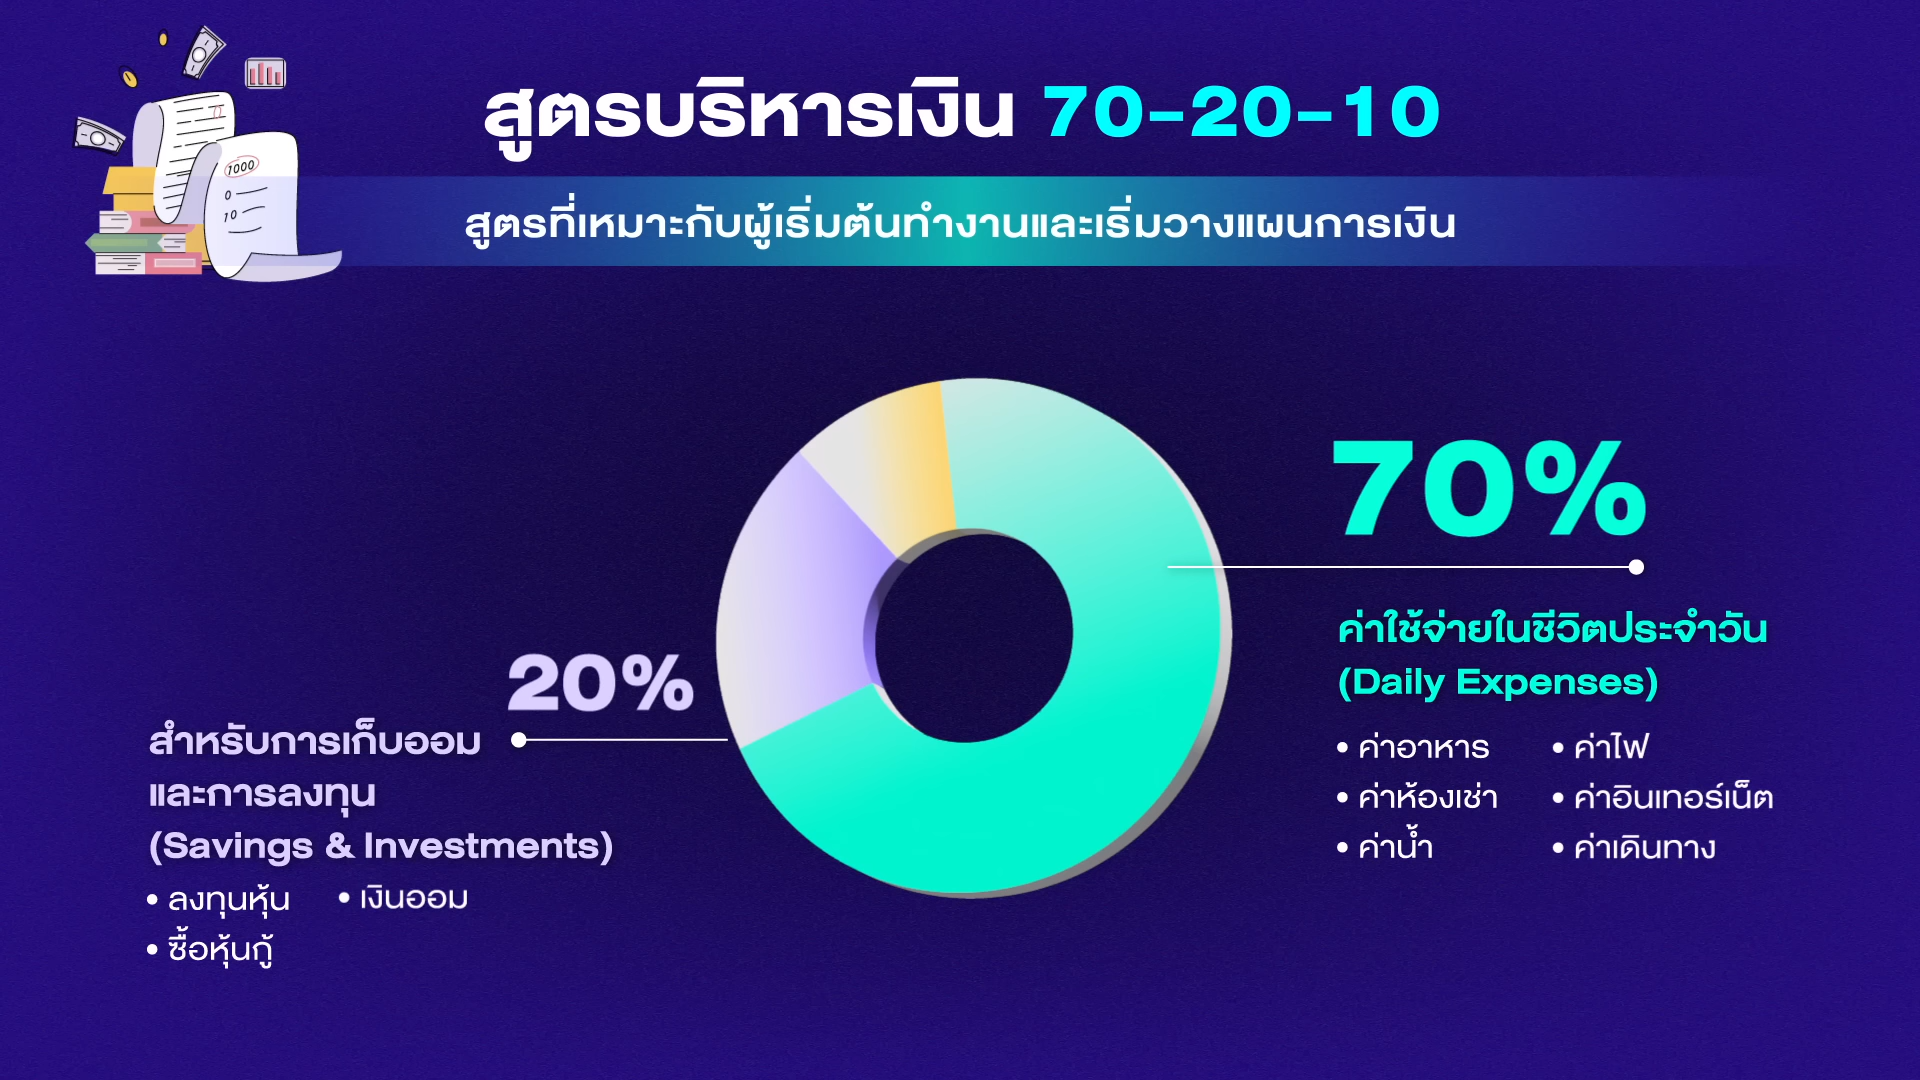 สูตรบริหารเงิน 70-20-10
สูตรที่เหมาะกับผู้เริ่มต้นทำงานและเริ่มวางแผนการเงิน
1000
0
10
70%
ค่าใช้จ่ายในชีวิตประจำวัน
(Daily Expenses)
• ค่าอาหาร
• ค่าห้องเช่า
• ค่าน้ำ
• ค่าไฟ
• ค่าอินเทอร์เน็ต
• ค่าเดินทาง
20%
สำหรับการเก็บออม
และการลงทุน
(Savings & Investments)
• ลงทุนหุ้น
• ซื้อหุ้นกู้
• เงินออม